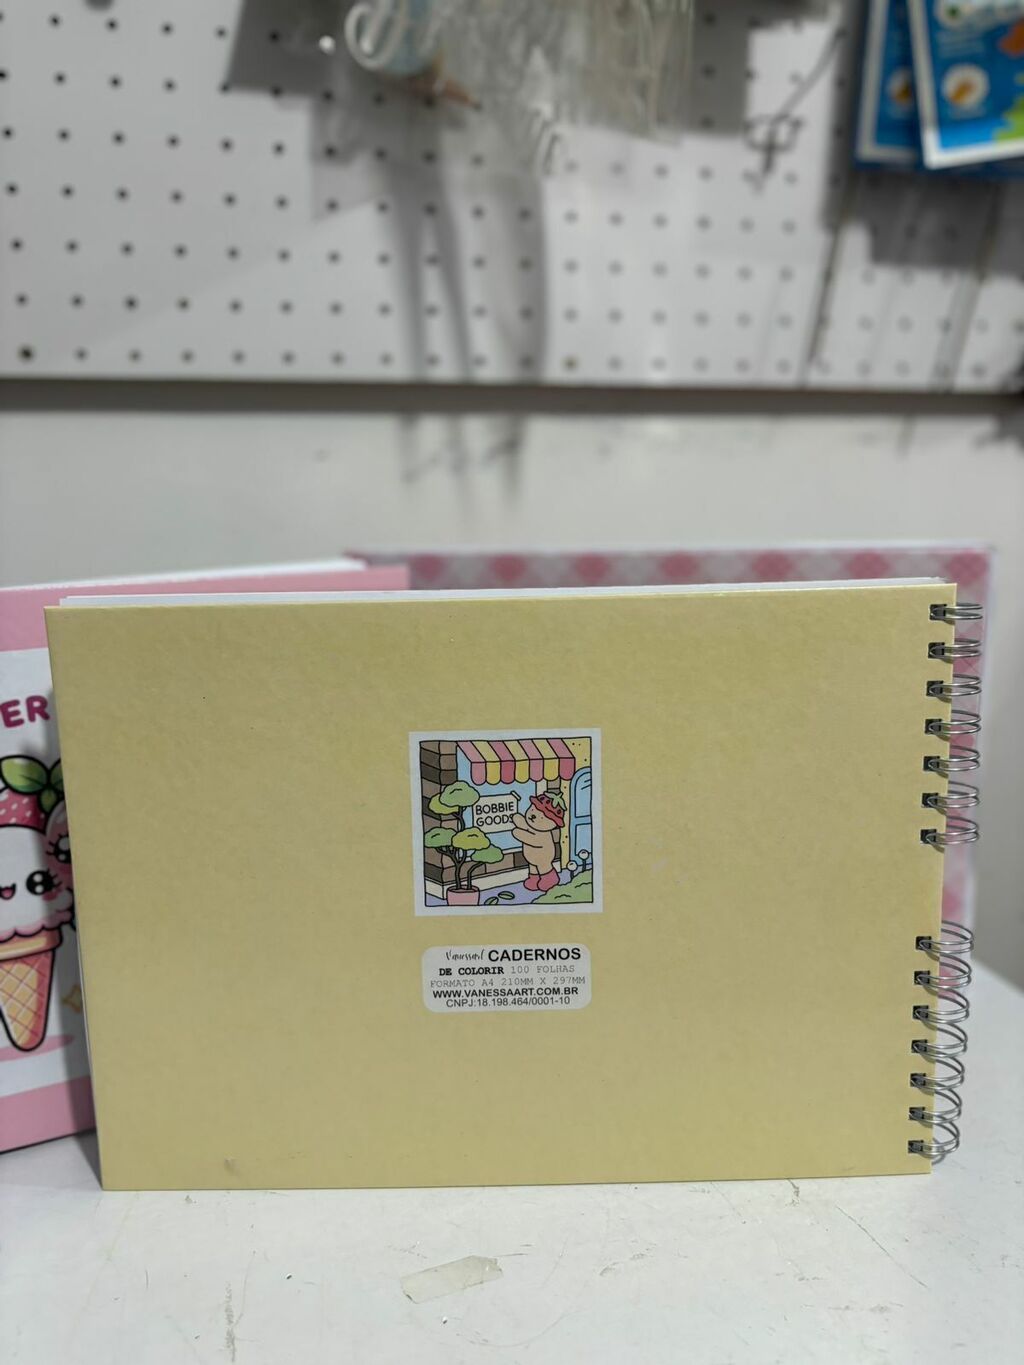 ER
BOBBIE
GOODS
Vanessart CADERNOS
DE COLORIR 100 FOLHAS
FORMATO A4 210MM X 297MM
WWW.VANESSAART.COM.BR
CNPJ:18.198.464/0001-10